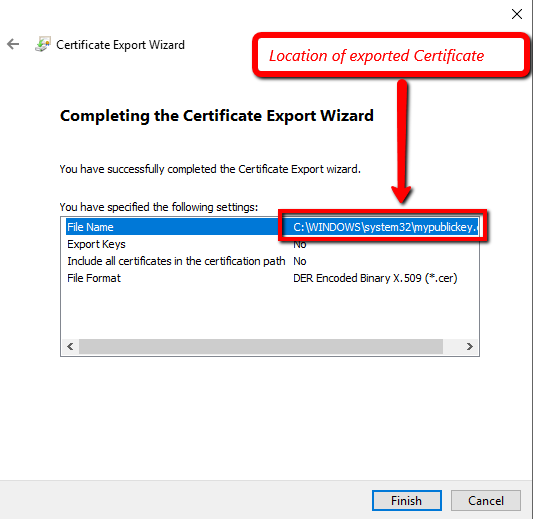 Certificate Export Wizard
Location of exported Certificate
Completing the Certificate Export Wizard
You have successfully completed the Certificate Export wizard.
You have specified the following settings:
File Name C:\WINDOWS\system32\mypublickey.
Export Keys No
Include all certificates in the certification path No
File Format DER Encoded Binary X.509 (*.cer)
Finish Cancel